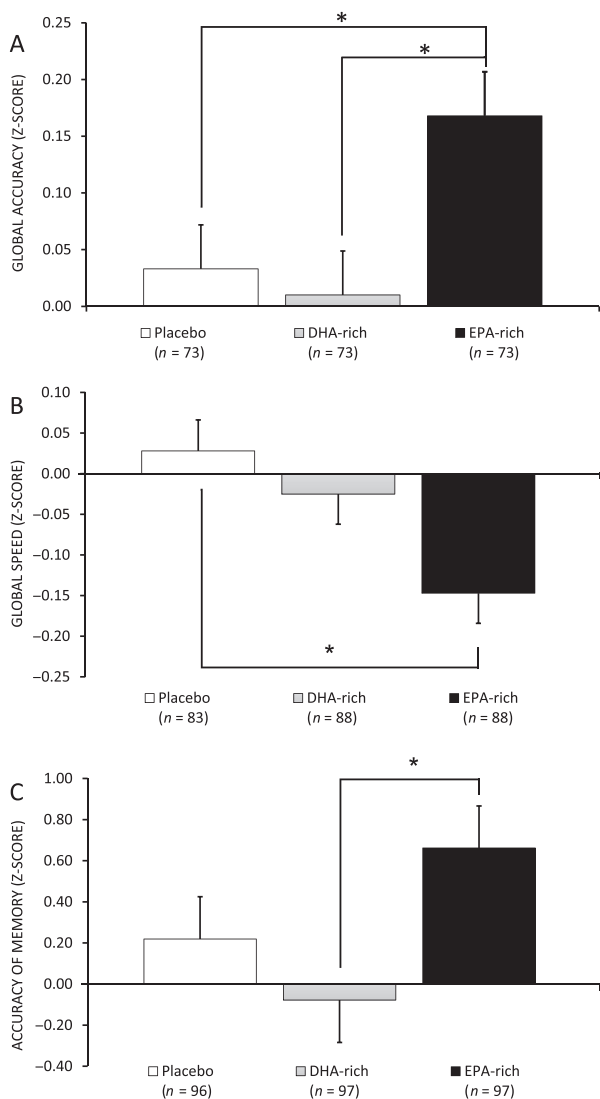 A
GLOBAL ACCURACY (Z-SCORE)
0.25
0.20
0.15
0.10
0.05
0.00
*
*
Placebo DHA-rich EPA-rich
(n = 73) (n = 73) (n = 73)
B
GLOBAL SPEED (Z-SCORE)
0.10
0.05
0.00
–0.05
–0.10
–0.15
–0.20
–0.25
*
Placebo DHA-rich EPA-rich
(n = 83) (n = 88) (n = 88)
C
ACCURACY OF MEMORY (Z-SCORE)
1.00
0.80
0.60
0.40
0.20
0.00
–0.20
–0.40
*
Placebo DHA-rich EPA-rich
(n = 96) (n = 97) (n = 97)